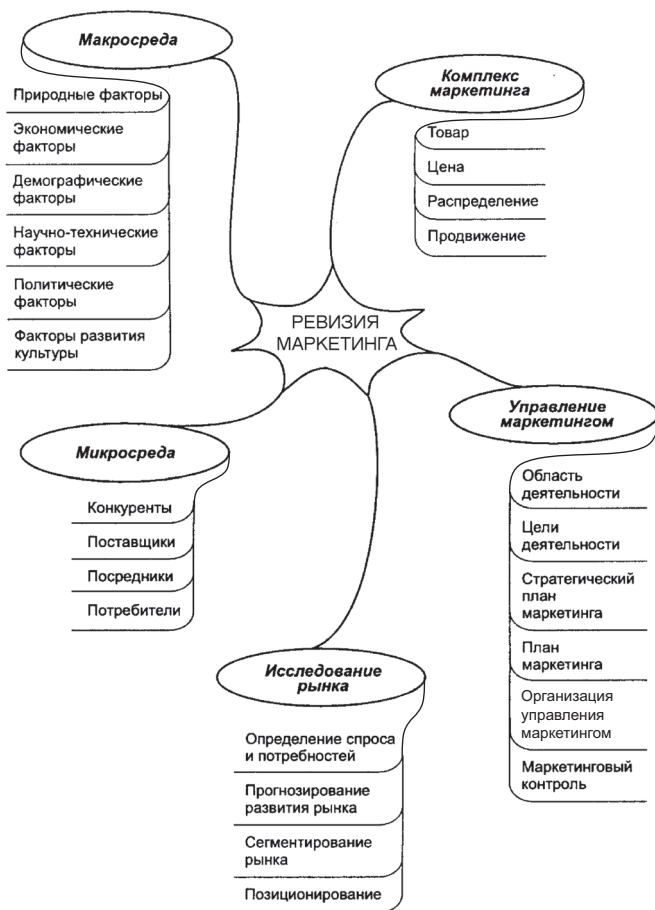 Макросреда
Природные факторы
Экономические
факторы
Демографические
факторы
Научно-технические
факторы
Политические
факторы
Факторы развития
культуры
Комплекс
маркетинга
Товар
Цена
Распределение
Продвижение
РЕВИЗИЯ
МАРКЕТИНГА
Управление
маркетингом
Область
деятельности
Цели
деятельности
Стратегический
план
маркетинга
План
маркетинга
Организация
управления
маркетингом
Маркетинговый
контроль
Микросреда
Конкуренты
Поставщики
Посредники
Потребители
Исследование
рынка
Определение спроса
и потребностей
Прогнозирование
развития рынка
Сегментирование
рынка
Позиционирование